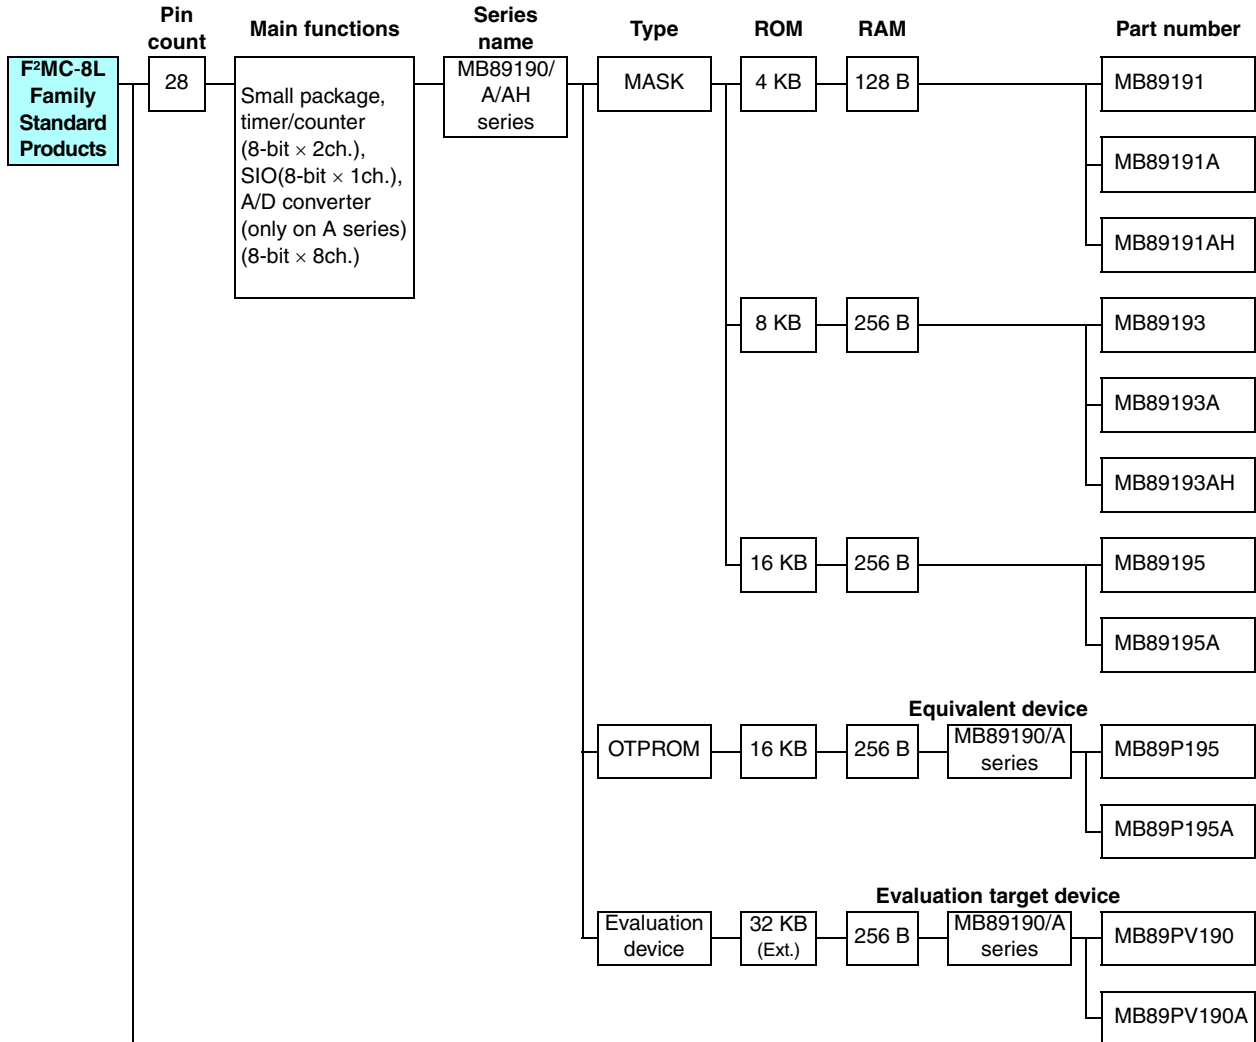 Pin
count
Main functions
Series
name
Type
ROM
RAM
Part number
F²MC-8L
Family
Standard
Products
28
Small package,
timer/counter
(8-bit × 2ch.),
SIO(8-bit × 1ch.),
A/D converter
(only on A series)
(8-bit × 8ch.)
MB89190/
A/AH
series
MASK
4 KB
128 B
MB89191
MB89191A
MB89191AH
8 KB
256 B
MB89193
MB89193A
MB89193AH
16 KB
256 B
MB89195
MB89195A
Equivalent device
OTPROM
16 KB
256 B
MB89190/A
series
MB89P195
MB89P195A
Evaluation target device
Evaluation
device
32 KB
(Ext.)
256 B
MB89190/A
series
MB89PV190
MB89PV190A